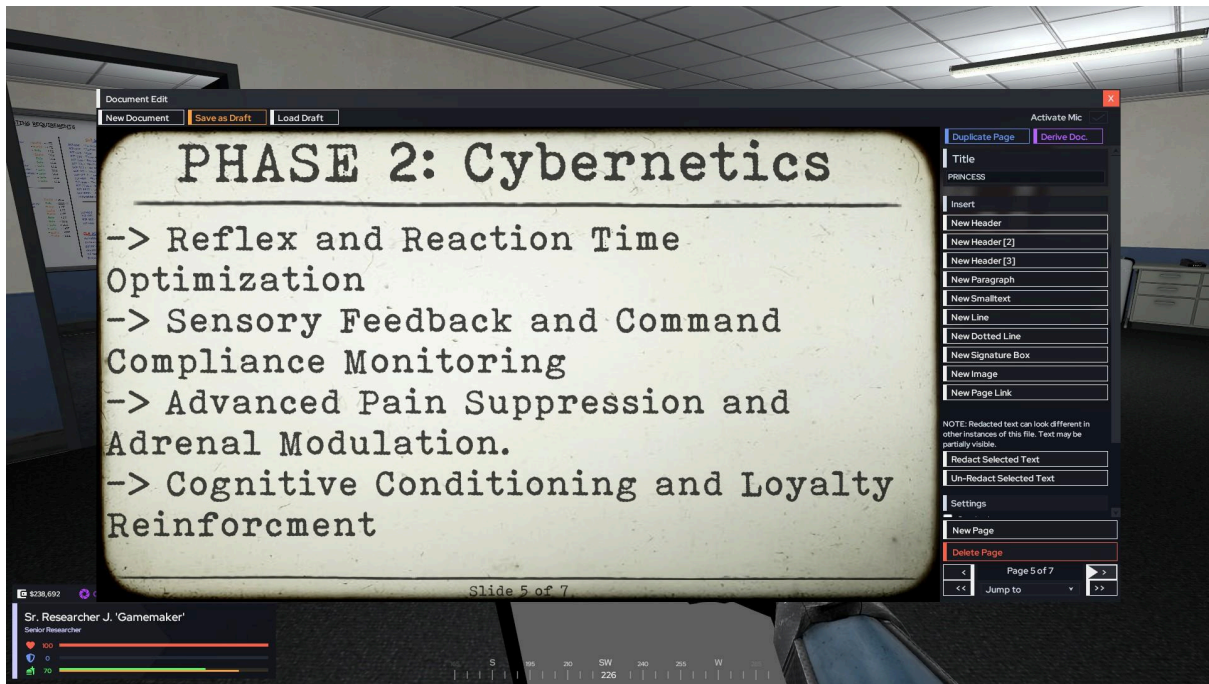 Document Edit
X
New Document
Save as Draft
Load Draft
Activate Mic
PHASE 2: Cybernetics
-> Reflex and Reaction Time
Optimization
-> Sensory Feedback and Command
Compliance Monitoring
-> Advanced Pain Suppression and
Adrenal Modulation.
-> Cognitive Conditioning and Loyalty
Reinforcment
Slide 5 of 7
Duplicate Page
Derive Doc.
Title
PRINCESS
Insert
New Header
New Header [2]
New Header [3]
New Paragraph
New Smalltext
New Line
New Dotted Line
New Signature Box
New Image
New Page Link
NOTE: Redacted text can look different in
other instances of this file. Text may be
partially visible.
Redact Selected Text
Un-Redact Selected Text
Settings
New Page
Delete Page
<
Page 5 of 7
>
<<
Jump to
>>
$238,692
Sr. Researcher J. 'Gamemaker'
Senior Researcher
100
0
70
S 195 210 SW 240 255 W
226